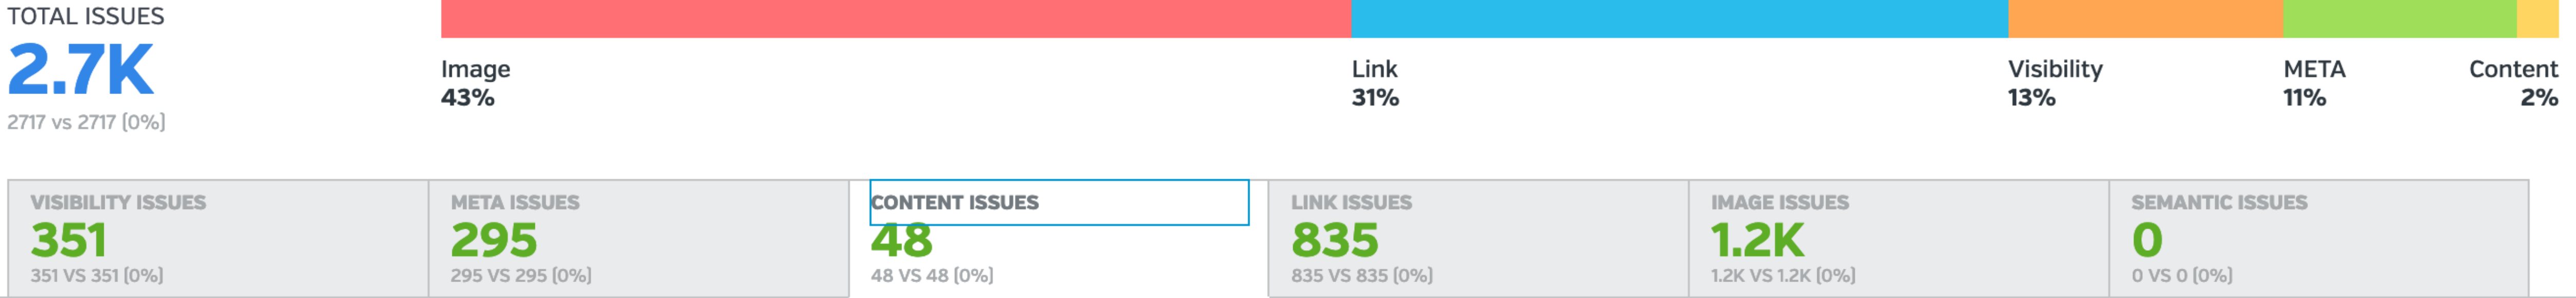 TOTAL ISSUES
2.7K
2717 vs 2717 (0%)
Image
43%
Link
31%
Visibility
13%
META
11%
Content
2%
VISIBILITY ISSUES
351
351 VS 351 (0%)
META ISSUES
295
295 VS 295 (0%)
CONTENT ISSUES
48
48 VS 48 (0%)
LINK ISSUES
835
835 VS 835 (0%)
IMAGE ISSUES
1.2K
1.2K VS 1.2K (0%)
SEMANTIC ISSUES
0
0 VS 0 (0%)